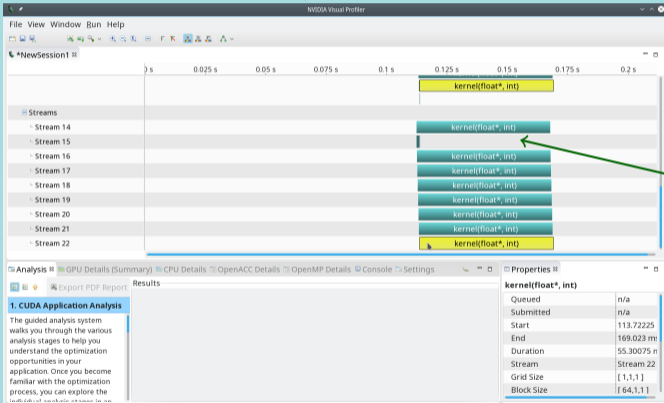 NVIDIA Visual Profiler
File View Window Run Help
*NewSession1
0 s 0.025 s 0.05 s 0.075 s 0.1 s 0.125 s 0.15 s 0.175 s 0.2 s
kernel(float*, int)
Streams
Stream 14 kernel(float*, int)
Stream 15
Stream 16 kernel(float*, int)
Stream 17 kernel(float*, int)
Stream 18 kernel(float*, int)
Stream 19 kernel(float*, int)
Stream 20 kernel(float*, int)
Stream 21 kernel(float*, int)
Stream 22 kernel(float*, int)
Analysis GPU Details (Summary) CPU Details OpenACC Details OpenMP Details Console Settings
Export PDF Report
Results
1. CUDA Application Analysis
The guided analysis system
walks you through the various
analysis stages to help you
understand the optimization
opportunities in your
application. Once you become
familiar with the optimization
process, you can explore the
individual analysis stages in an
Properties
kernel(float*, int)
Queued n/a
Submitted n/a
Start 113.72225
End 169.023 ms
Duration 55.30075 n
Stream Stream 22
Grid Size [ 1,1,1 ]
Block Size [ 64,1,1 ]